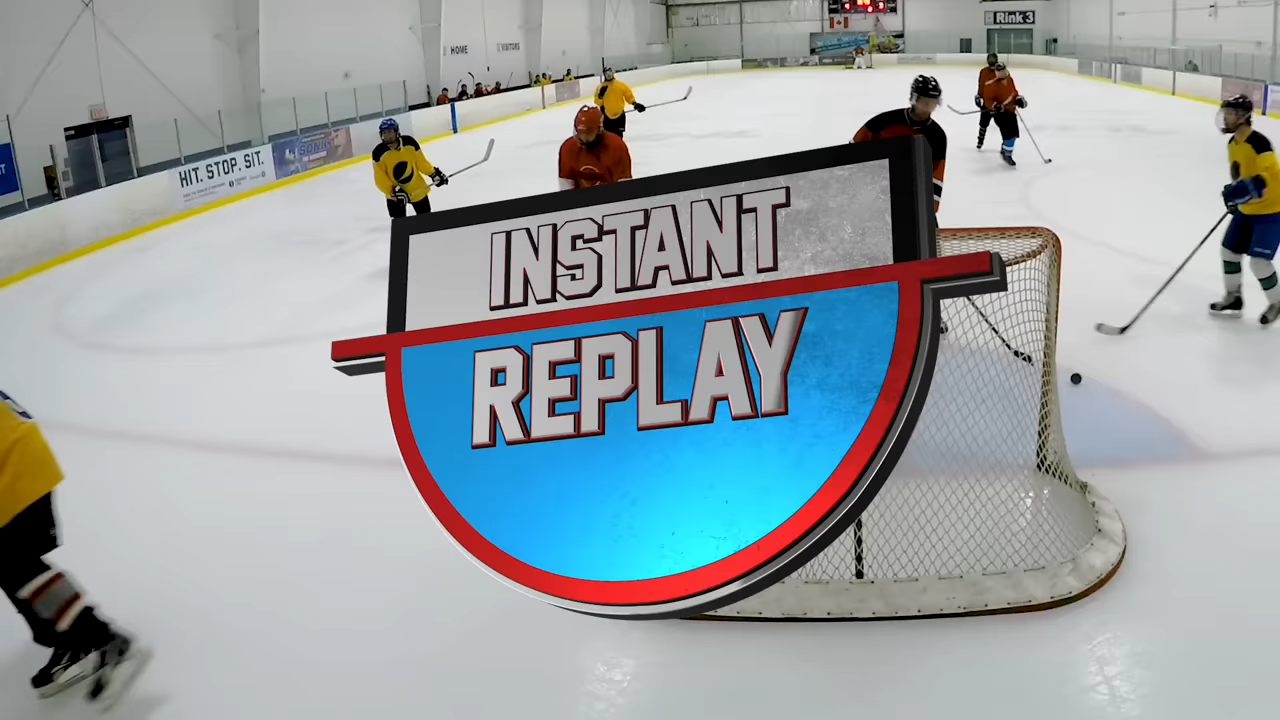 Rink 3
HOME
VISITORS
HIT. STOP. SIT.
INSTANT
REPLAY